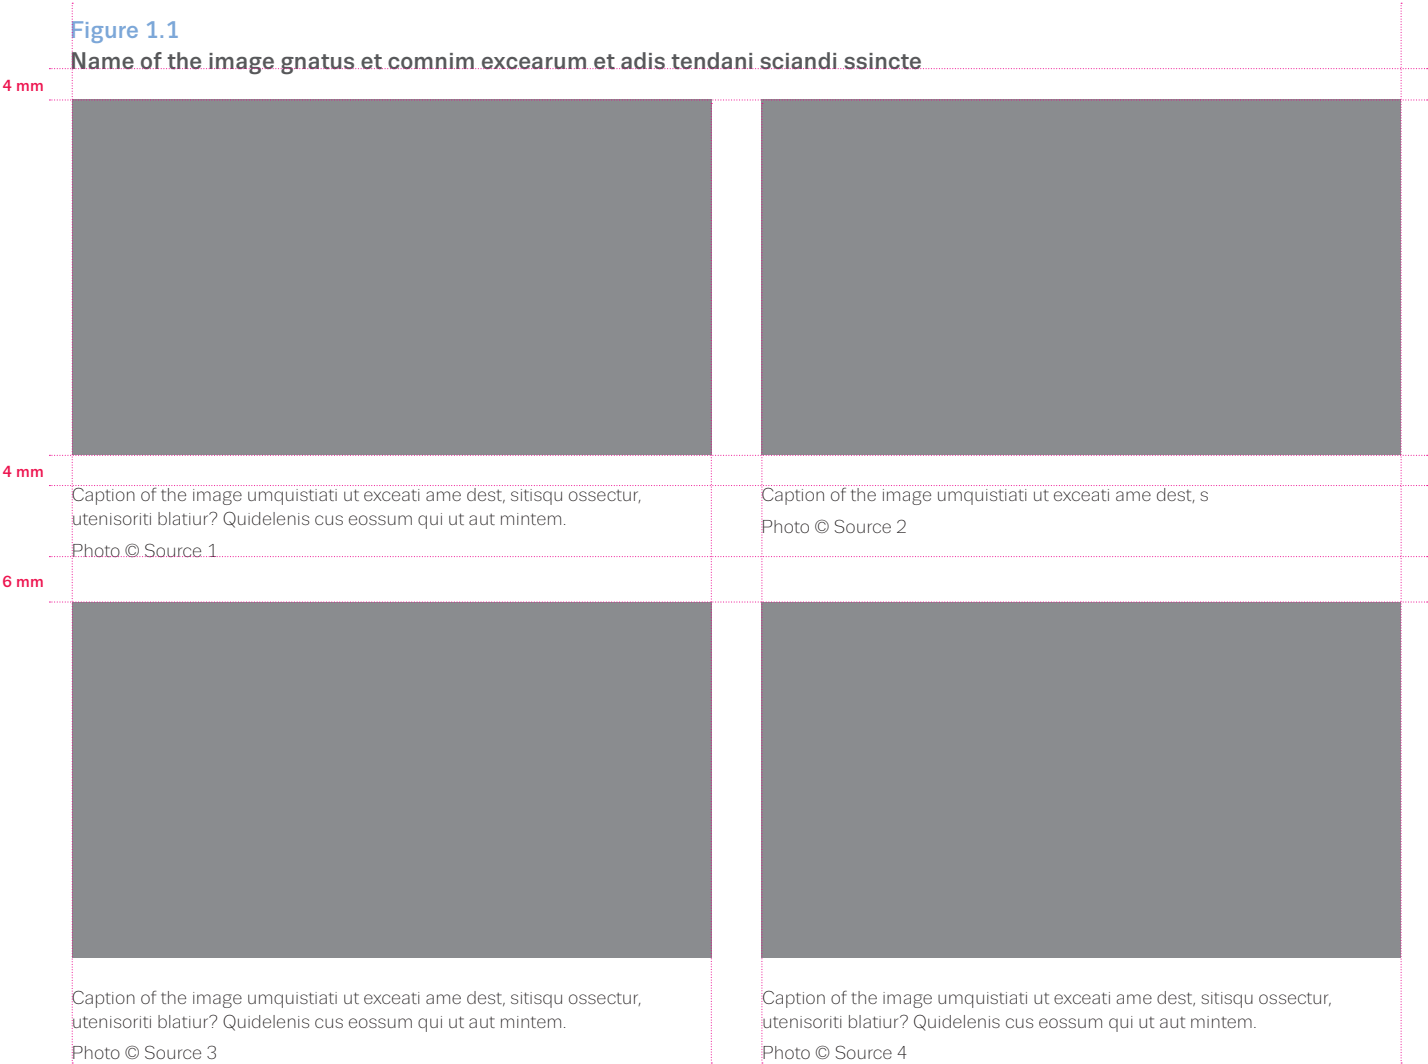 Figure 1.1
Name of the image gnatus et comnim excearum et adis tendani sciandi ssincte
4 mm
4 mm
Caption of the image umquistiati ut exceati ame dest, sitisqu ossectur,
utenisoriti blatiur? Quidelenis cus eossum qui ut aut mintem.
Photo © Source 1
Caption of the image umquistiati ut exceati ame dest, s
Photo © Source 2
6 mm
Caption of the image umquistiati ut exceati ame dest, sitisqu ossectur,
utenisoriti blatiur? Quidelenis cus eossum qui ut aut mintem.
Photo © Source 3
Caption of the image umquistiati ut exceati ame dest, sitisqu ossectur,
utenisoriti blatiur? Quidelenis cus eossum qui ut aut mintem.
Photo © Source 4